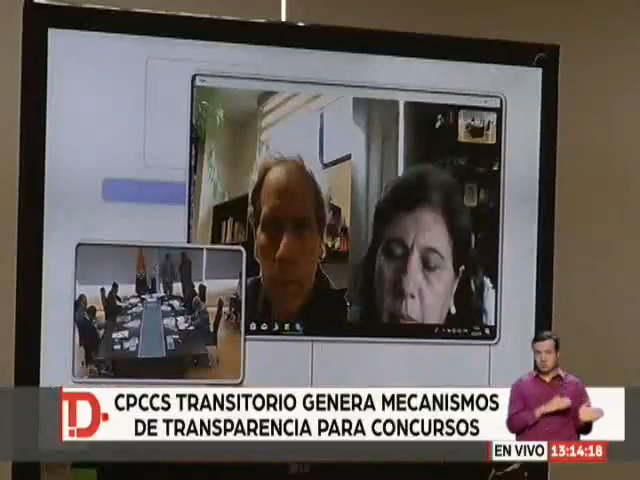 CPCCS TRANSITORIO GENERA MECANISMOS
DE TRANSPARENCIA PARA CONCURSOS
EN VIVO 13:14:18